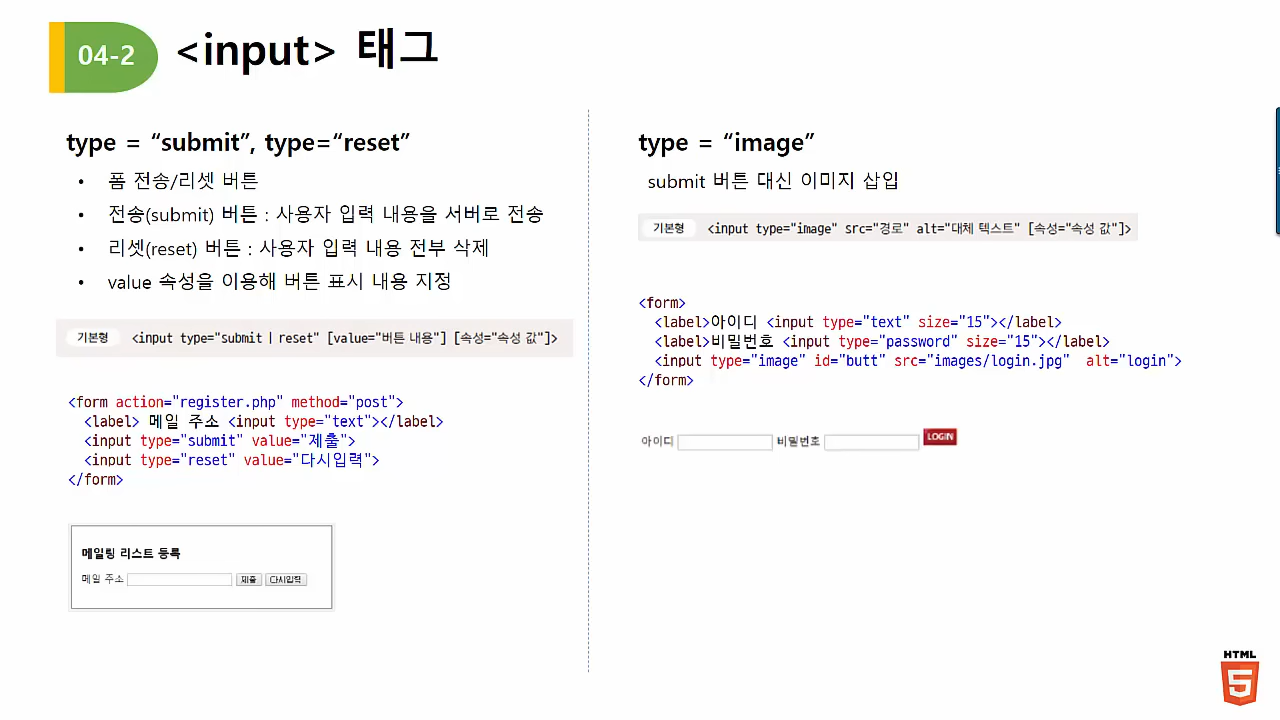 04-2
<input> 태그
type = “submit”, type=“reset”
• 폼 전송/리셋 버튼
• 전송(submit) 버튼 : 사용자 입력 내용을 서버로 전송
• 리셋(reset) 버튼 : 사용자 입력 내용 전부 삭제
• value 속성을 이용해 버튼 표시 내용 지정
기본형 <input type="submit | reset" [value="버튼 내용"] [속성="속성 값"]>
<form action="register.php" method="post">
<label> 메일 주소 <input type="text"></label>
<input type="submit" value="제출">
<input type="reset" value="다시입력">
</form>
메일링 리스트 등록
메일 주소 제출 다시입력
type = “image”
submit 버튼 대신 이미지 삽입
기본형 <input type="image" src="경로" alt="대체 텍스트" [속성="속성 값"]>
<form>
<label>아이디 <input type="text" size="15"></label>
<label>비밀번호 <input type="password" size="15"></label>
<input type="image" id="butt" src="images/login.jpg" alt="login">
</form>
아이디 비밀번호 LOGIN
HTML
5